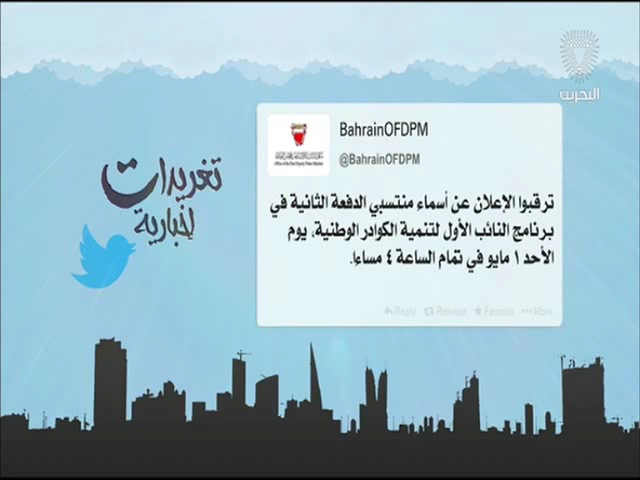 البحرين
BahrainOFDPM
@BahrainOFDPM
تغريدات
إخبارية
ترقبوا الإعلان عن أسماء منتسبي الدفعة الثانية في
برنامج النائب الأول لتنمية الكوادر الوطنية، يوم
الأحد ١ مايو في تمام الساعة ٤ مساءا.
Reply Retweet Favorite More